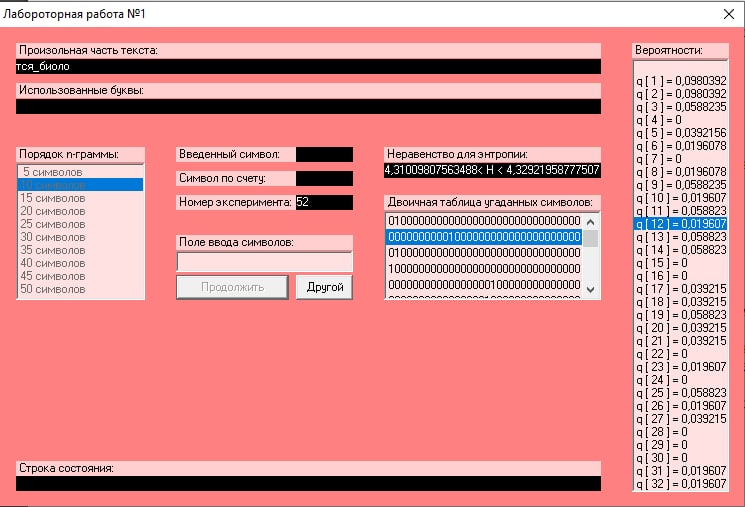 Лабороторная работа №1
Произольная часть текста:
тся_биоло
Использованные буквы:
Порядок n-граммы:
5 символов
10 символов
15 символов
20 символов
25 символов
30 символов
35 символов
40 символов
45 символов
50 символов
Введенный символ:
Символ по счету:
Номер эксперимента: 52
Поле ввода символов:
Продолжить
Другой
Неравенство для энтропии:
4,31009807563488< H < 4,32921958777507
Двоичная таблица угаданных символов:
Строка состояния:
Вероятности:
q [ 1 ] = 0,0980392
q [ 2 ] = 0,0980392
q [ 3 ] = 0,0588235
q [ 4 ] = 0
q [ 5 ] = 0,0392156
q [ 6 ] = 0,0196078
q [ 7 ] = 0
q [ 8 ] = 0,0196078
q [ 9 ] = 0,0588235
q [ 10 ] = 0,019607
q [ 11 ] = 0,058823
q [ 12 ] = 0,019607
q [ 13 ] = 0,058823
q [ 14 ] = 0,058823
q [ 15 ] = 0
q [ 16 ] = 0
q [ 17 ] = 0,039215
q [ 18 ] = 0,039215
q [ 19 ] = 0,058823
q [ 20 ] = 0,039215
q [ 21 ] = 0,039215
q [ 22 ] = 0
q [ 23 ] = 0,019607
q [ 24 ] = 0
q [ 25 ] = 0,058823
q [ 26 ] = 0,019607
q [ 27 ] = 0,039215
q [ 28 ] = 0
q [ 29 ] = 0
q [ 30 ] = 0
q [ 31 ] = 0,019607
q [ 32 ] = 0,019607